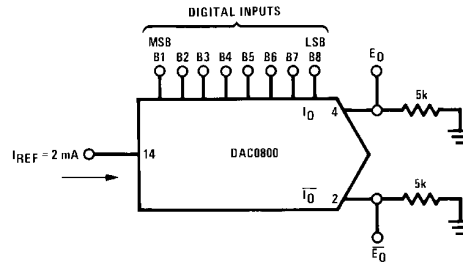 DIGITAL INPUTS
MSB LSB
B1 B2 B3 B4 B5 B6 B7 B8
E0
I0 4
5k
IREF = 2 mA
14
DAC0800
5k
I0 2
E0